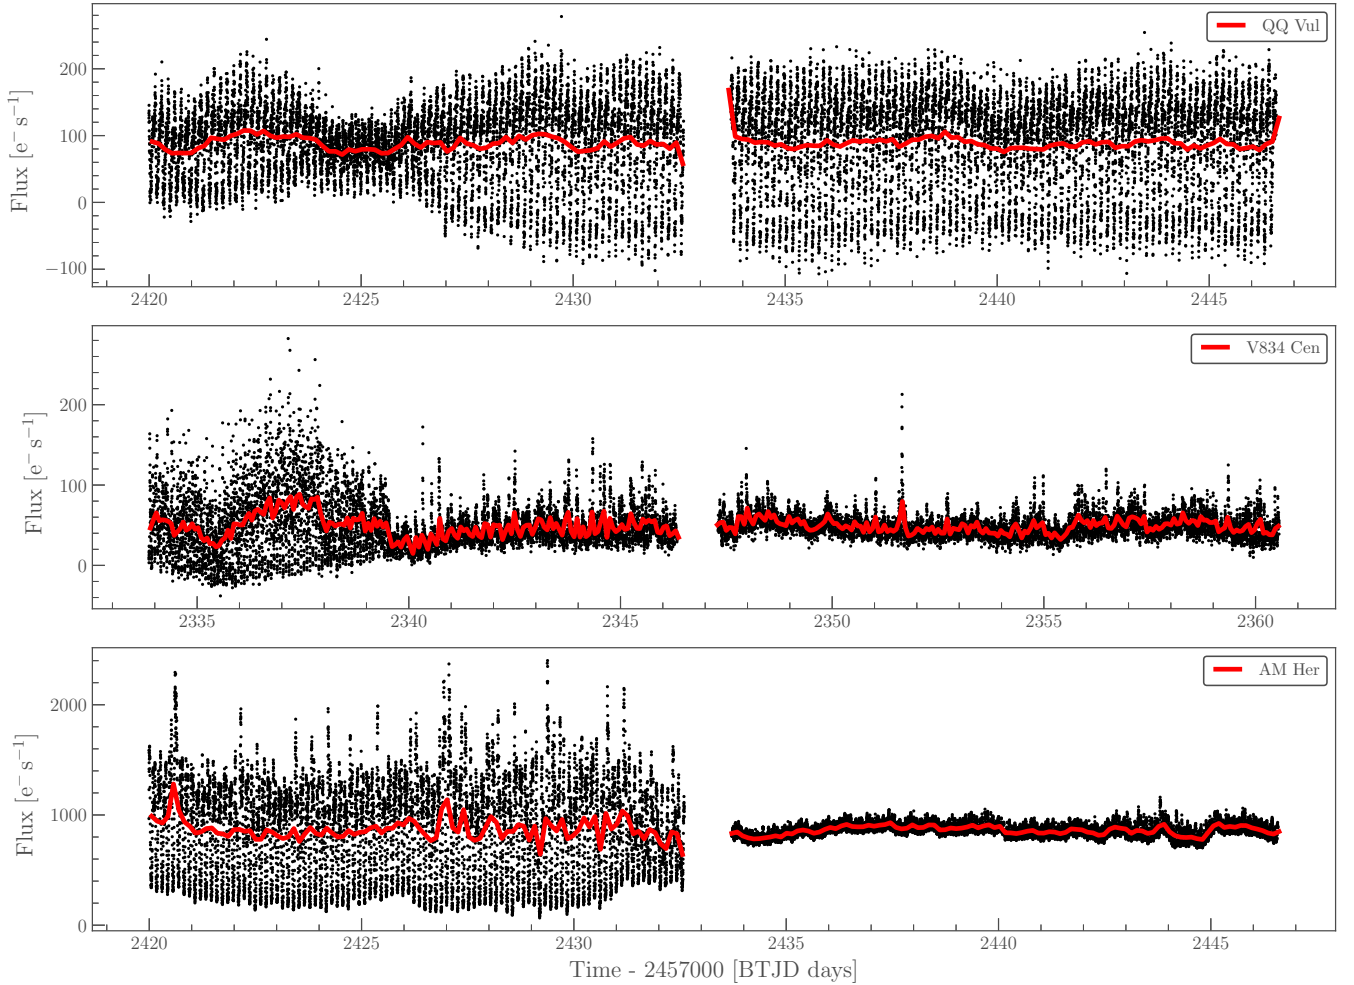 QQ Vul
Flux [e⁻ s⁻¹]
200
100
0
−100
2420 2425 2430 2435 2440 2445
V834 Cen
Flux [e⁻ s⁻¹]
200
100
0
2335 2340 2345 2350 2355 2360
AM Her
Flux [e⁻ s⁻¹]
2000
1000
0
2420 2425 2430 2435 2440 2445
Time - 2457000 [BTJD days]